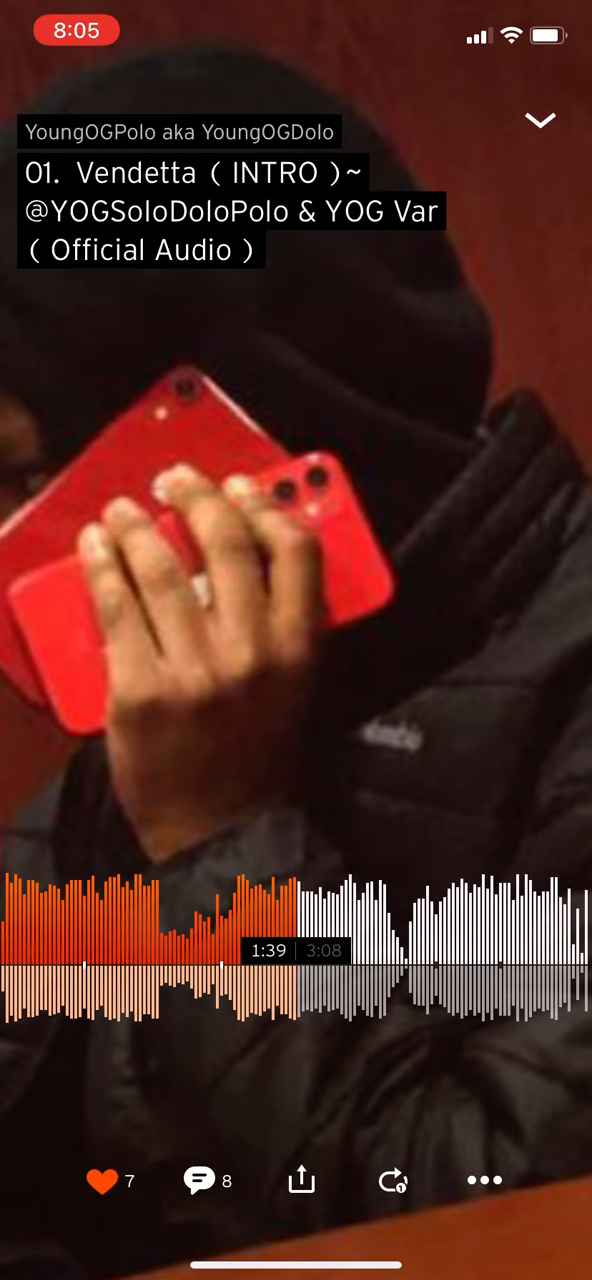 8:05
YoungOGPolo aka YoungOGDolo
01.  Vendetta ( INTRO )~
@YOGSoloDoloPolo & YOG Var
( Official Audio )
1:39 | 3:08
7
8
1